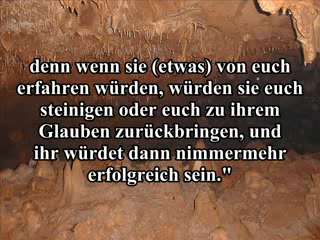 denn wenn sie (etwas) von euch
erfahren würden, würden sie euch
steinigen oder euch zu ihrem
Glauben zurückbringen, und
ihr würdet dann nimmermehr
erfolgreich sein."